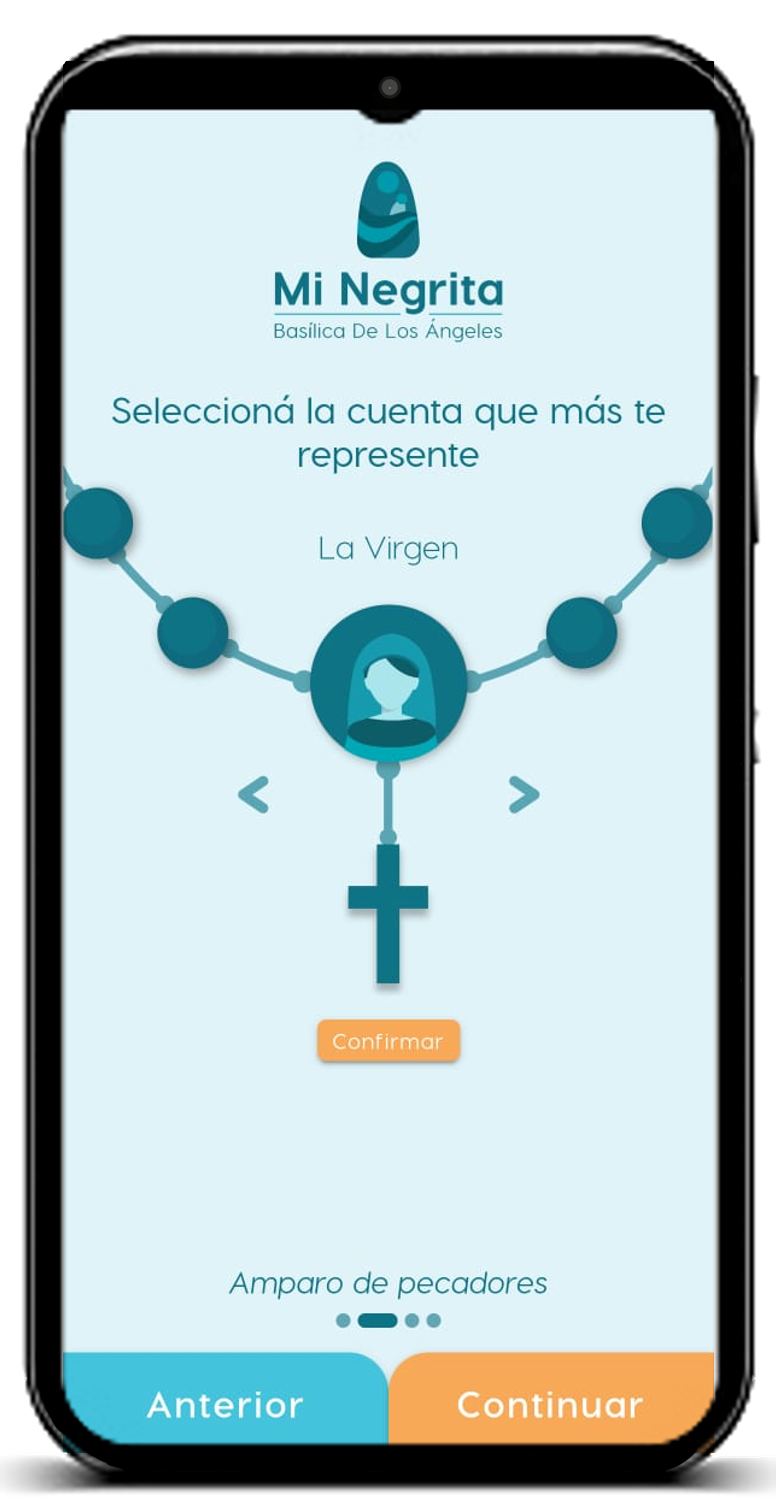 Mi Negrita
Basílica De Los Ángeles
Seleccioná la cuenta que más te
represente
La Virgen
Confirmar
Amparo de pecadores
Anterior
Continuar